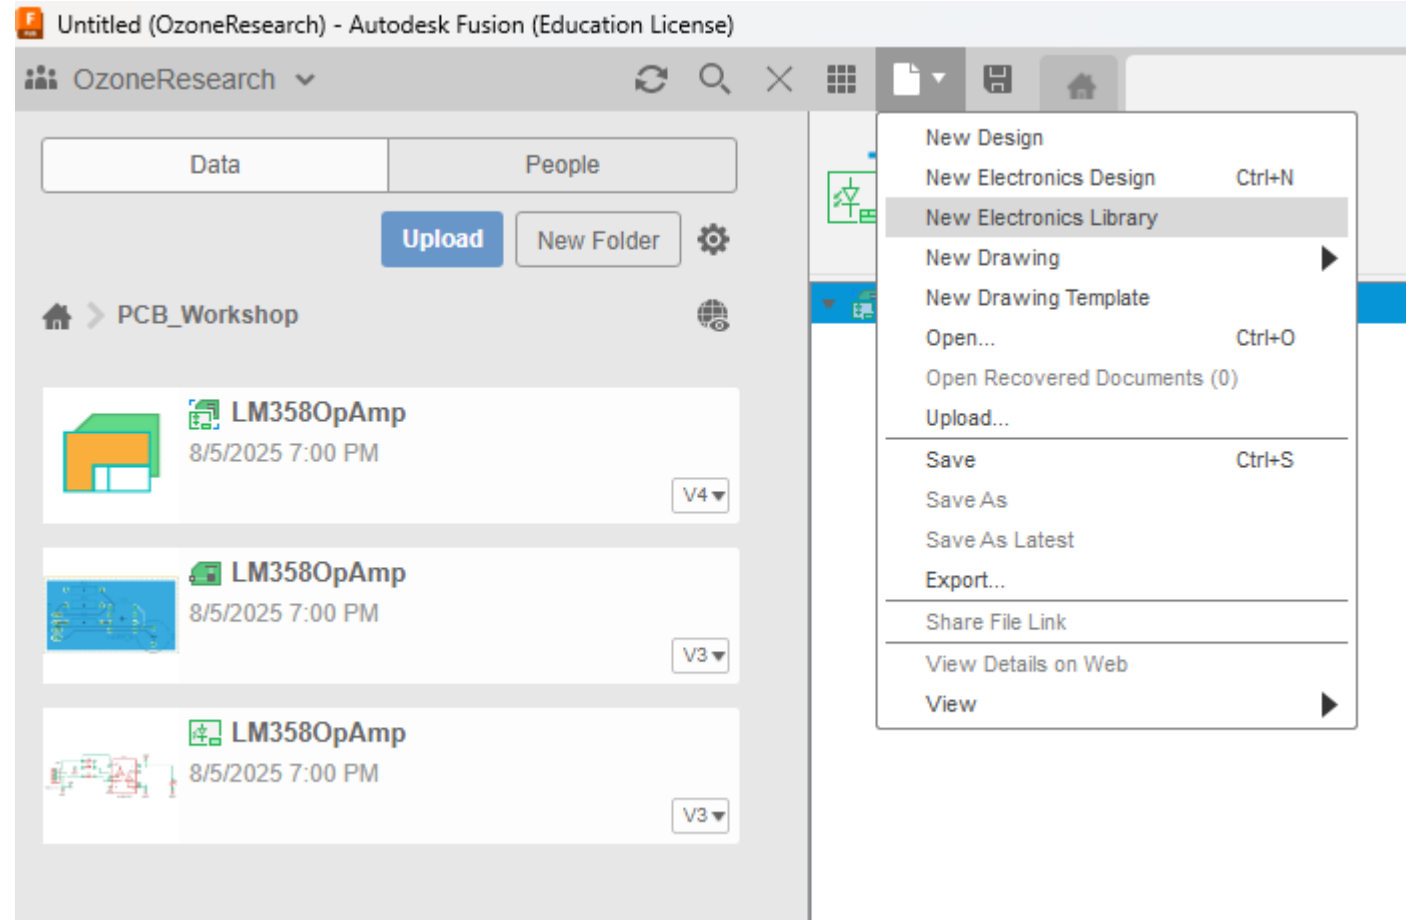 Untitled (OzoneResearch) - Autodesk Fusion (Education License)
OzoneResearch
Data People
Upload New Folder
PCB_Workshop
LM358OpAmp
8/5/2025 7:00 PM
V4
LM358OpAmp
8/5/2025 7:00 PM
V3
LM358OpAmp
8/5/2025 7:00 PM
V3
New Design
New Electronics Design Ctrl+N
New Electronics Library
New Drawing
New Drawing Template
Open... Ctrl+O
Open Recovered Documents (0)
Upload...
Save Ctrl+S
Save As
Save As Latest
Export...
Share File Link
View Details on Web
View